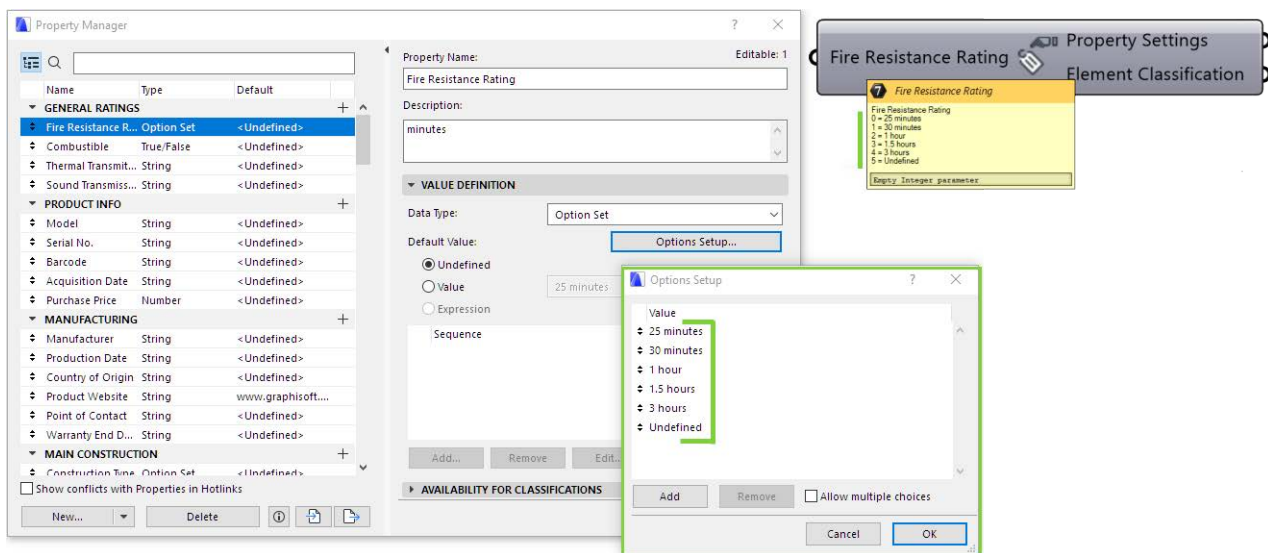 Property Manager
?
Name Type Default
GENERAL RATINGS
Fire Resistance R... Option Set <Undefined>
Combustible True/False <Undefined>
Thermal Transmit... String <Undefined>
Sound Transmiss... String <Undefined>
PRODUCT INFO
Model String <Undefined>
Serial No. String <Undefined>
Barcode String <Undefined>
Acquisition Date String <Undefined>
Purchase Price Number <Undefined>
MANUFACTURING
Manufacturer String <Undefined>
Production Date String <Undefined>
Country of Origin String <Undefined>
Product Website String www.graphisoft....
Point of Contact String <Undefined>
Warranty End D... String <Undefined>
MAIN CONSTRUCTION
Construction Type Option Set <Undefined>
Show conflicts with Properties in Hotlinks
New... Delete
Property Name: Editable: 1
Fire Resistance Rating
Description:
minutes
VALUE DEFINITION
Data Type: Option Set
Default Value: Options Setup...
Undefined
Value 25 minutes
Expression
Sequence
Add... Remove Edit...
AVAILABILITY FOR CLASSIFICATIONS
Options Setup ?
Value
25 minutes
30 minutes
1 hour
1.5 hours
3 hours
Undefined
Add Remove Allow multiple choices
Cancel OK
Fire Resistance Rating
Property Settings
Element Classification
7 Fire Resistance Rating
Fire Resistance Rating
0 = 25 minutes
1 = 30 minutes
2 = 1 hour
3 = 1.5 hours
4 = 3 hours
5 = Undefined
Empty Integer parameter